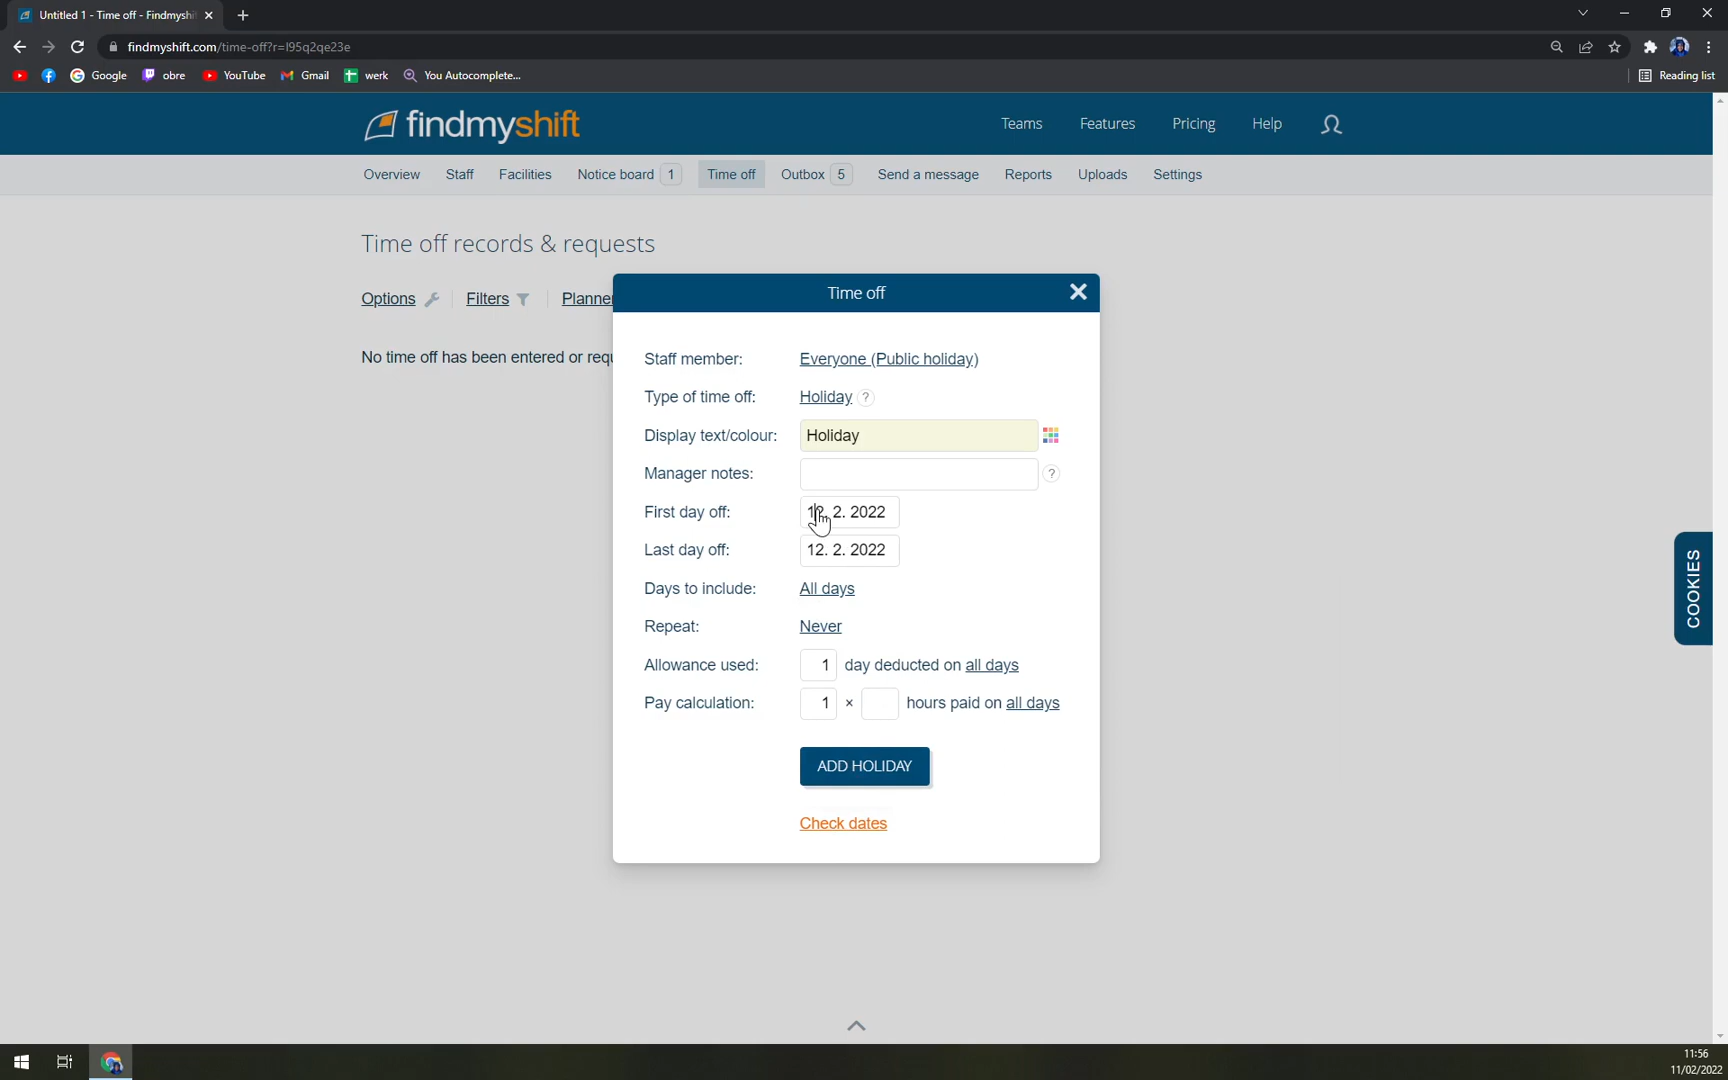 Untitled 1 - Time off - Findmyshi
findmyshift.com/time-off?r=l95q2qe23e
Google
obre
YouTube
Gmail
werk
You Autocomplete...
Reading list
findmyshift
Teams
Features
Pricing
Help
Overview
Staff
Facilities
Notice board 1
Time off
Outbox 5
Send a message
Reports
Uploads
Settings
Time off records & requests
Options
Filters
Planner
No time off has been entered or requ
Time off
Staff member: Everyone (Public holiday)
Type of time off: Holiday ?
Display text/colour: Holiday
Manager notes: ?
First day off: 12. 2. 2022
Last day off: 12. 2. 2022
Days to include: All days
Repeat: Never
Allowance used: 1 day deducted on all days
Pay calculation: 1 × hours paid on all days
ADD HOLIDAY
Check dates
COOKIES
11:56
11/02/2022